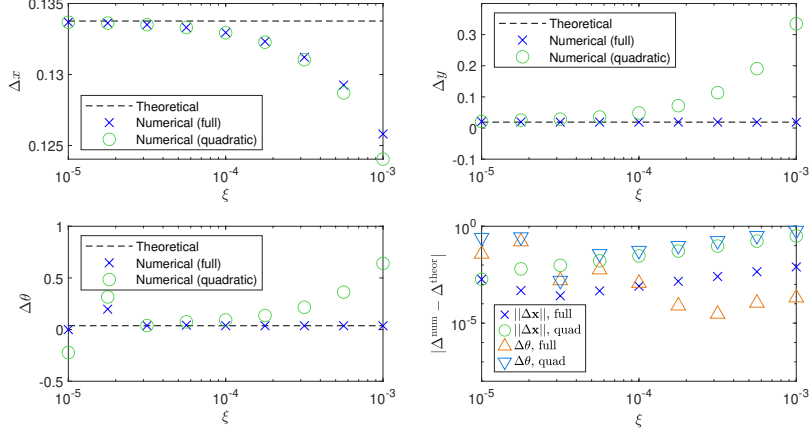 0.135
0.13
0.125
Δx
Theoretical
Numerical (full)
Numerical (quadratic)
10^-5
10^-4
10^-3
ξ
0.3
0.2
0.1
0
-0.1
Δy
Theoretical
Numerical (full)
Numerical (quadratic)
10^-5
10^-4
10^-3
ξ
1
0.5
0
-0.5
Δθ
Theoretical
Numerical (full)
Numerical (quadratic)
10^-5
10^-4
10^-3
ξ
10^0
10^-5
|Δ^num − Δ^theor|
||Δx||, full
||Δx||, quad
Δθ, full
Δθ, quad
10^-5
10^-4
10^-3
ξ